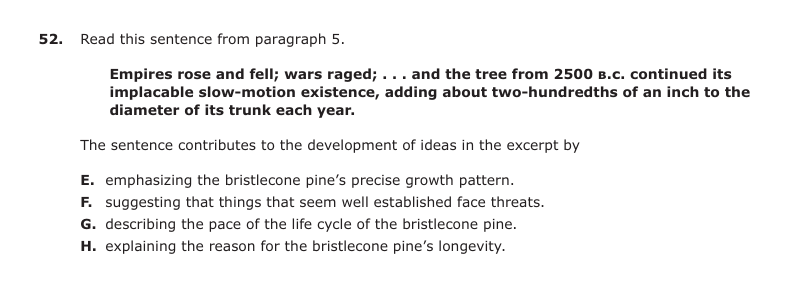 52. Read this sentence from paragraph 5.
Empires rose and fell; wars raged; . . . and the tree from 2500 B.C. continued its
implacable slow-motion existence, adding about two-hundredths of an inch to the
diameter of its trunk each year.
The sentence contributes to the development of ideas in the excerpt by
E. emphasizing the bristlecone pine’s precise growth pattern.
F. suggesting that things that seem well established face threats.
G. describing the pace of the life cycle of the bristlecone pine.
H. explaining the reason for the bristlecone pine’s longevity.